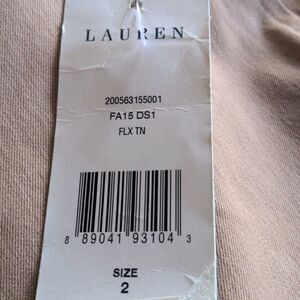 LAUREN
200563155001
FA15 DS1
FLX TN
8 89041 93104 3
SIZE
2